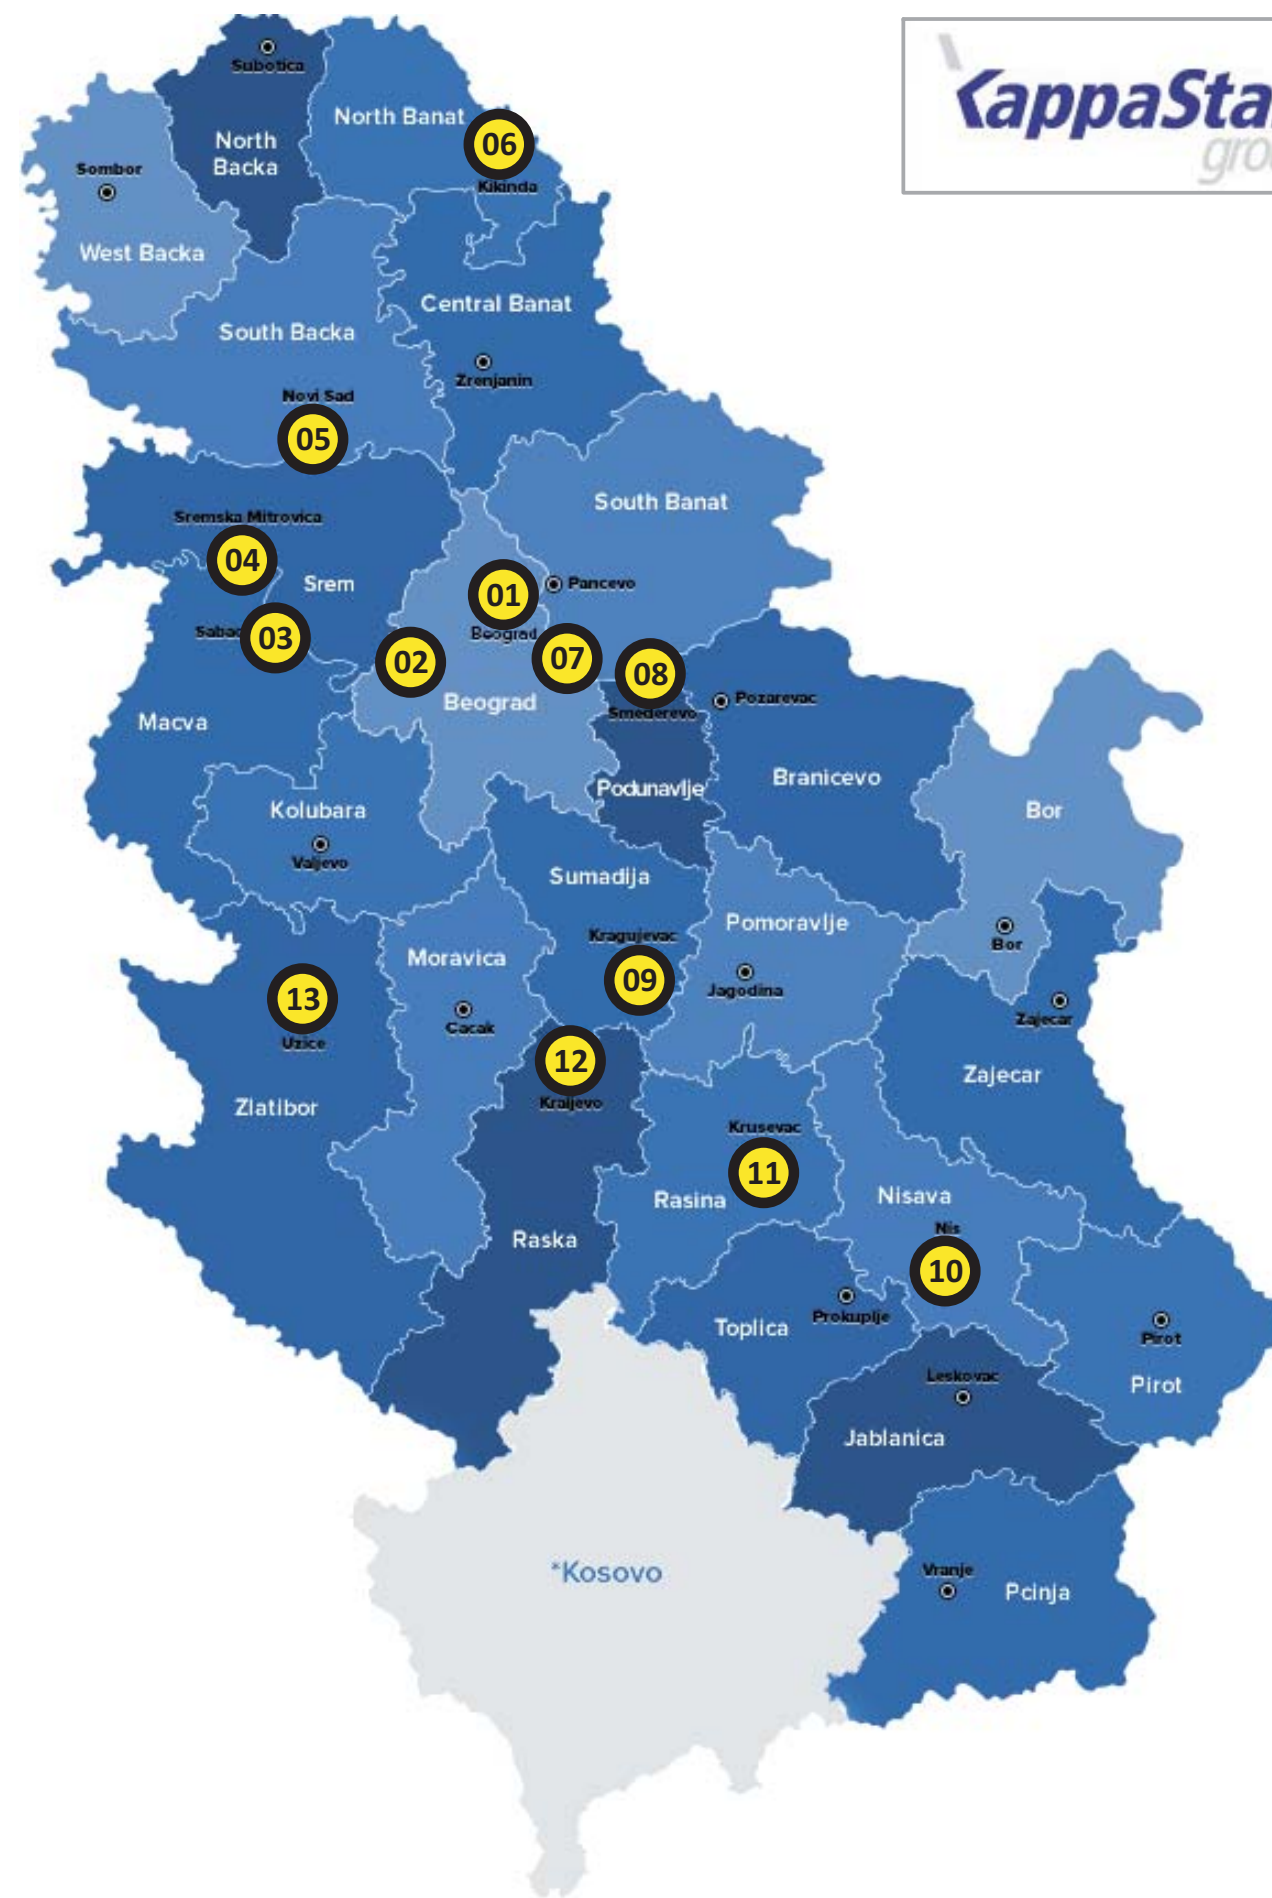 Subotica
North Banat
06
Kikinda
North
Backa
Sombor
West Backa
Central Banat
South Backa
Zrenjanin
Novi Sad
05
South Banat
Sremska Mitrovica
04
Srem
01
Pancevo
Beograd
03
02
07
08
Smederevo
Pozarevac
Beograd
Macva
Podunavlje
Branicevo
Kolubara
Bor
Valjevo
Sumadija
Pomoravlje
Kragujevac
09
Bor
Moravica
Jagodina
13
Uzice
Cacak
Zajecar
12
Kraljevo
Zajecar
Zlatibor
Krusevac
11
Rasina
Nisava
Nis
10
Raska
Toplica
Prokuplje
Pirot
Pirot
Leskovac
Jablanica
*Kosovo
Vranje
Pcinja